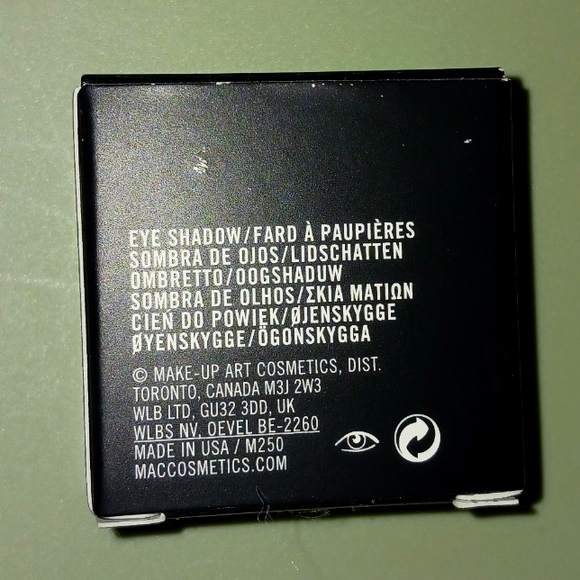 EYE SHADOW/FARD À PAUPIÈRES
SOMBRA DE OJOS/LIDSCHATTEN
OMBRETTO/OOGSHADUW
SOMBRA DE OLHOS/ΣΚΙΑ ΜΑΤΙΩΝ
CIEN DO POWIEK/ØJENSKYGGE
ØYENSKYGGE/ÖGONSKYGGA
© MAKE-UP ART COSMETICS, DIST.
TORONTO, CANADA M3J 2W3
WLB LTD, GU32 3DD, UK
WLBS NV, OEVEL BE-2260
MADE IN USA / M250
MACCOSMETICS.COM